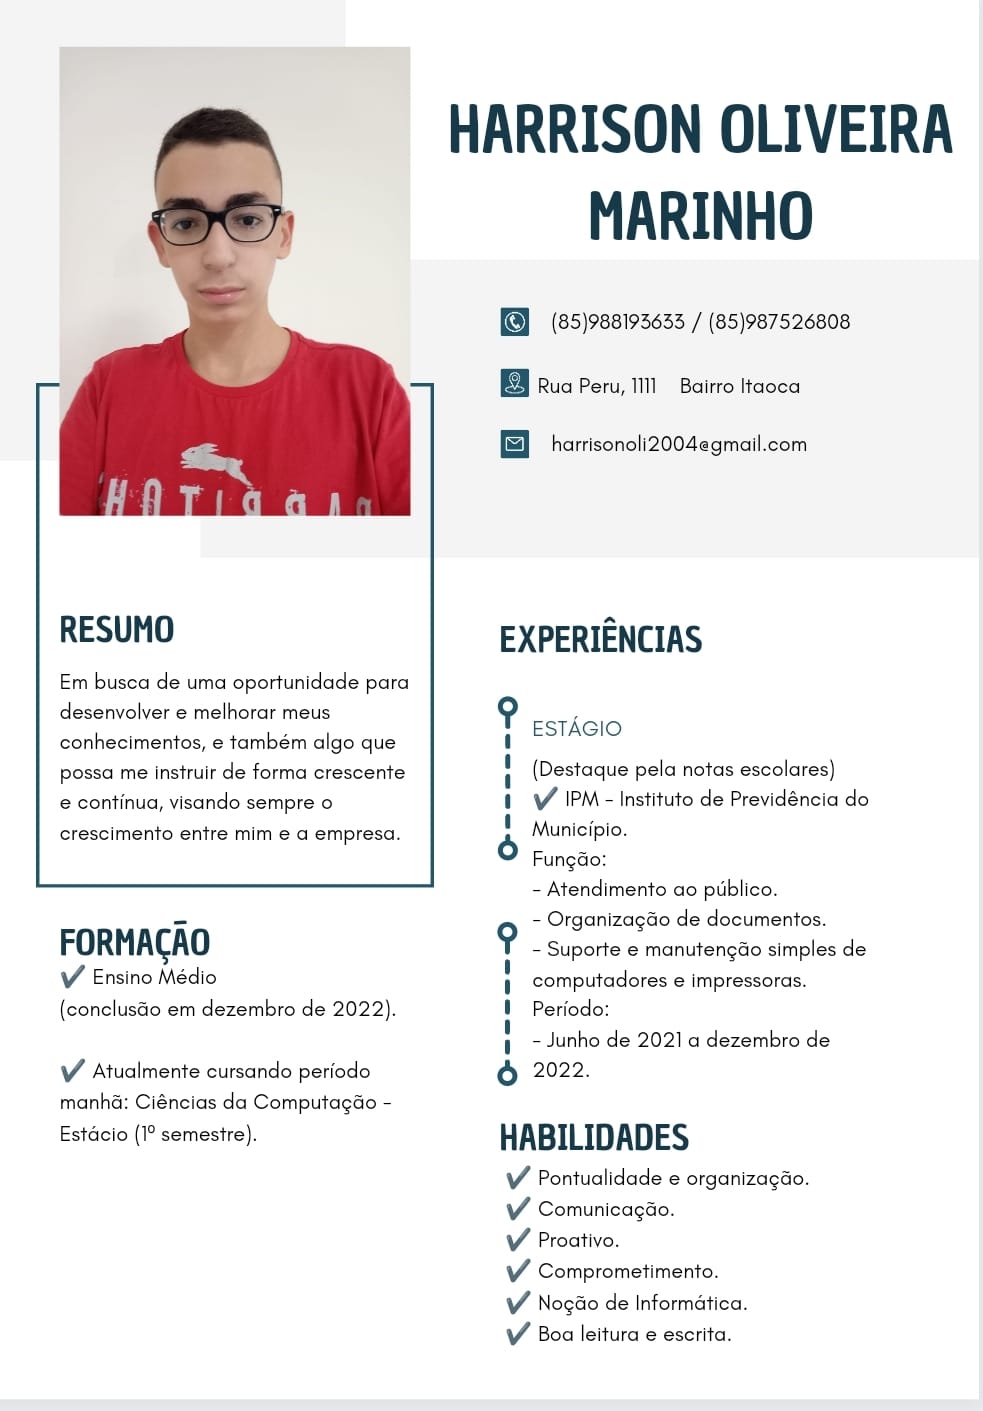 HARRISON OLIVEIRA
MARINHO
(85)988193633 / (85)987526808
Rua Peru, 1111 Bairro Itaoca
harrisonoli2004@gmail.com
RESUMO
Em busca de uma oportunidade para
desenvolver e melhorar meus
conhecimentos, e também algo que
possa me instruir de forma crescente
e contínua, visando sempre o
crescimento entre mim e a empresa.
FORMAÇÃO
✔ Ensino Médio
(conclusão em dezembro de 2022).
✔ Atualmente cursando período
manhã: Ciências da Computação -
Estácio (1º semestre).
EXPERIÊNCIAS
ESTÁGIO
(Destaque pela notas escolares)
✔ IPM - Instituto de Previdência do
Município.
Função:
- Atendimento ao público.
- Organização de documentos.
- Suporte e manutenção simples de
computadores e impressoras.
Período:
- Junho de 2021 a dezembro de
2022.
HABILIDADES
✔ Pontualidade e organização.
✔ Comunicação.
✔ Proativo.
✔ Comprometimento.
✔ Noção de Informática.
✔ Boa leitura e escrita.